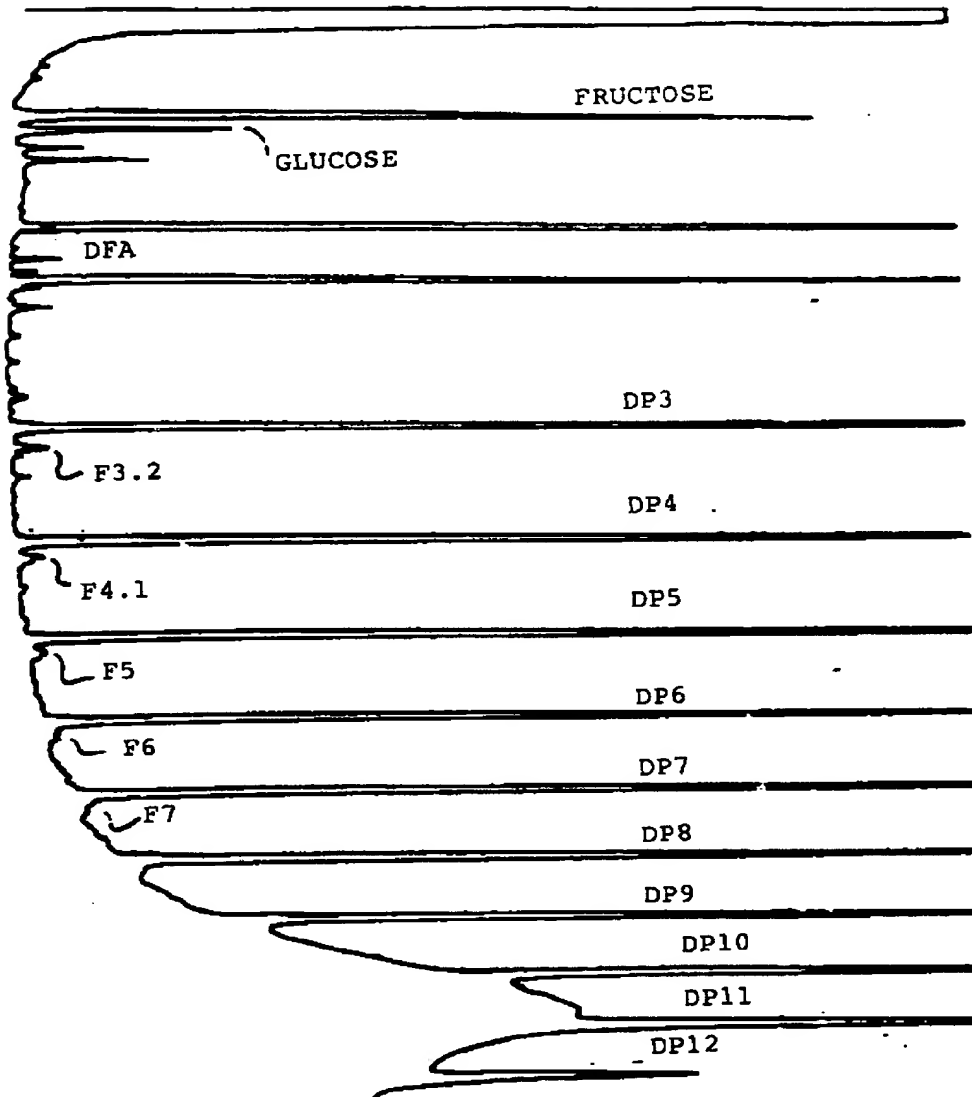 FRUCTOSE
GLUCOSE
DFA
DP3
F3.2
DP4
F4.1
DP5
F5
DP6
F6
DP7
F7
DP8
DP9
DP10
DP11
DP12